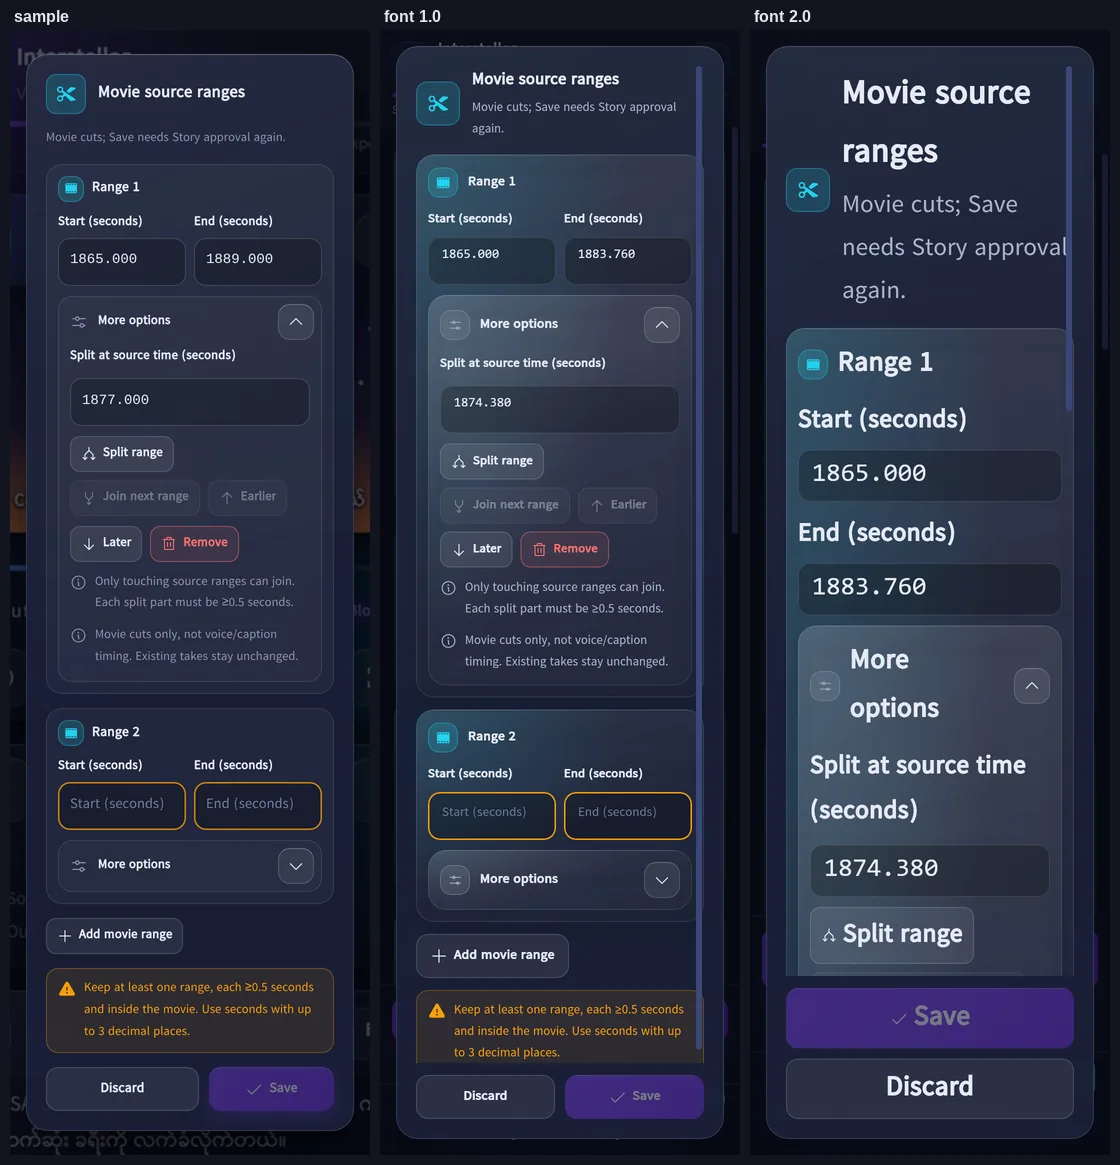 sample
Interstellar
Movie source ranges
Movie cuts; Save needs Story approval again.
Range 1
Start (seconds)
End (seconds)
1865.000
1889.000
More options
Split at source time (seconds)
1877.000
Split range
Join next range
Earlier
Later
Remove
Only touching source ranges can join.
Each split part must be ≥0.5 seconds.
Movie cuts only, not voice/caption
timing. Existing takes stay unchanged.
Range 2
Start (seconds)
End (seconds)
Start (seconds)
End (seconds)
More options
Add movie range
Keep at least one range, each ≥0.5 seconds
and inside the movie. Use seconds with up
to 3 decimal places.
Discard
Save
font 1.0
Movie source ranges
Movie cuts; Save needs Story approval
again.
Range 1
Start (seconds)
End (seconds)
1865.000
1883.760
More options
Split at source time (seconds)
1874.380
Split range
Join next range
Earlier
Later
Remove
Only touching source ranges can join.
Each split part must be ≥0.5 seconds.
Movie cuts only, not voice/caption
timing. Existing takes stay unchanged.
Range 2
Start (seconds)
End (seconds)
Start (seconds)
End (seconds)
More options
Add movie range
Keep at least one range, each ≥0.5 seconds
and inside the movie. Use seconds with up
to 3 decimal places.
Discard
Save
font 2.0
Movie source
ranges
Movie cuts; Save
needs Story approval
again.
Range 1
Start (seconds)
1865.000
End (seconds)
1883.760
More
options
Split at source time
(seconds)
1874.380
Split range
Save
Discard